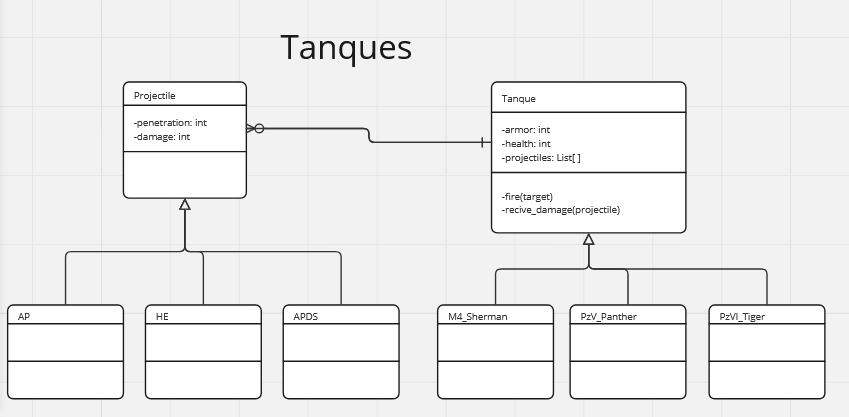 Tanques
Projectile
-penetration: int
-damage: int
Tanque
-armor: int
-health: int
-projectiles: List[ ]
-fire(target)
-recive_damage(projectile)
AP
HE
APDS
M4_Sherman
PzV_Panther
PzVI_Tiger